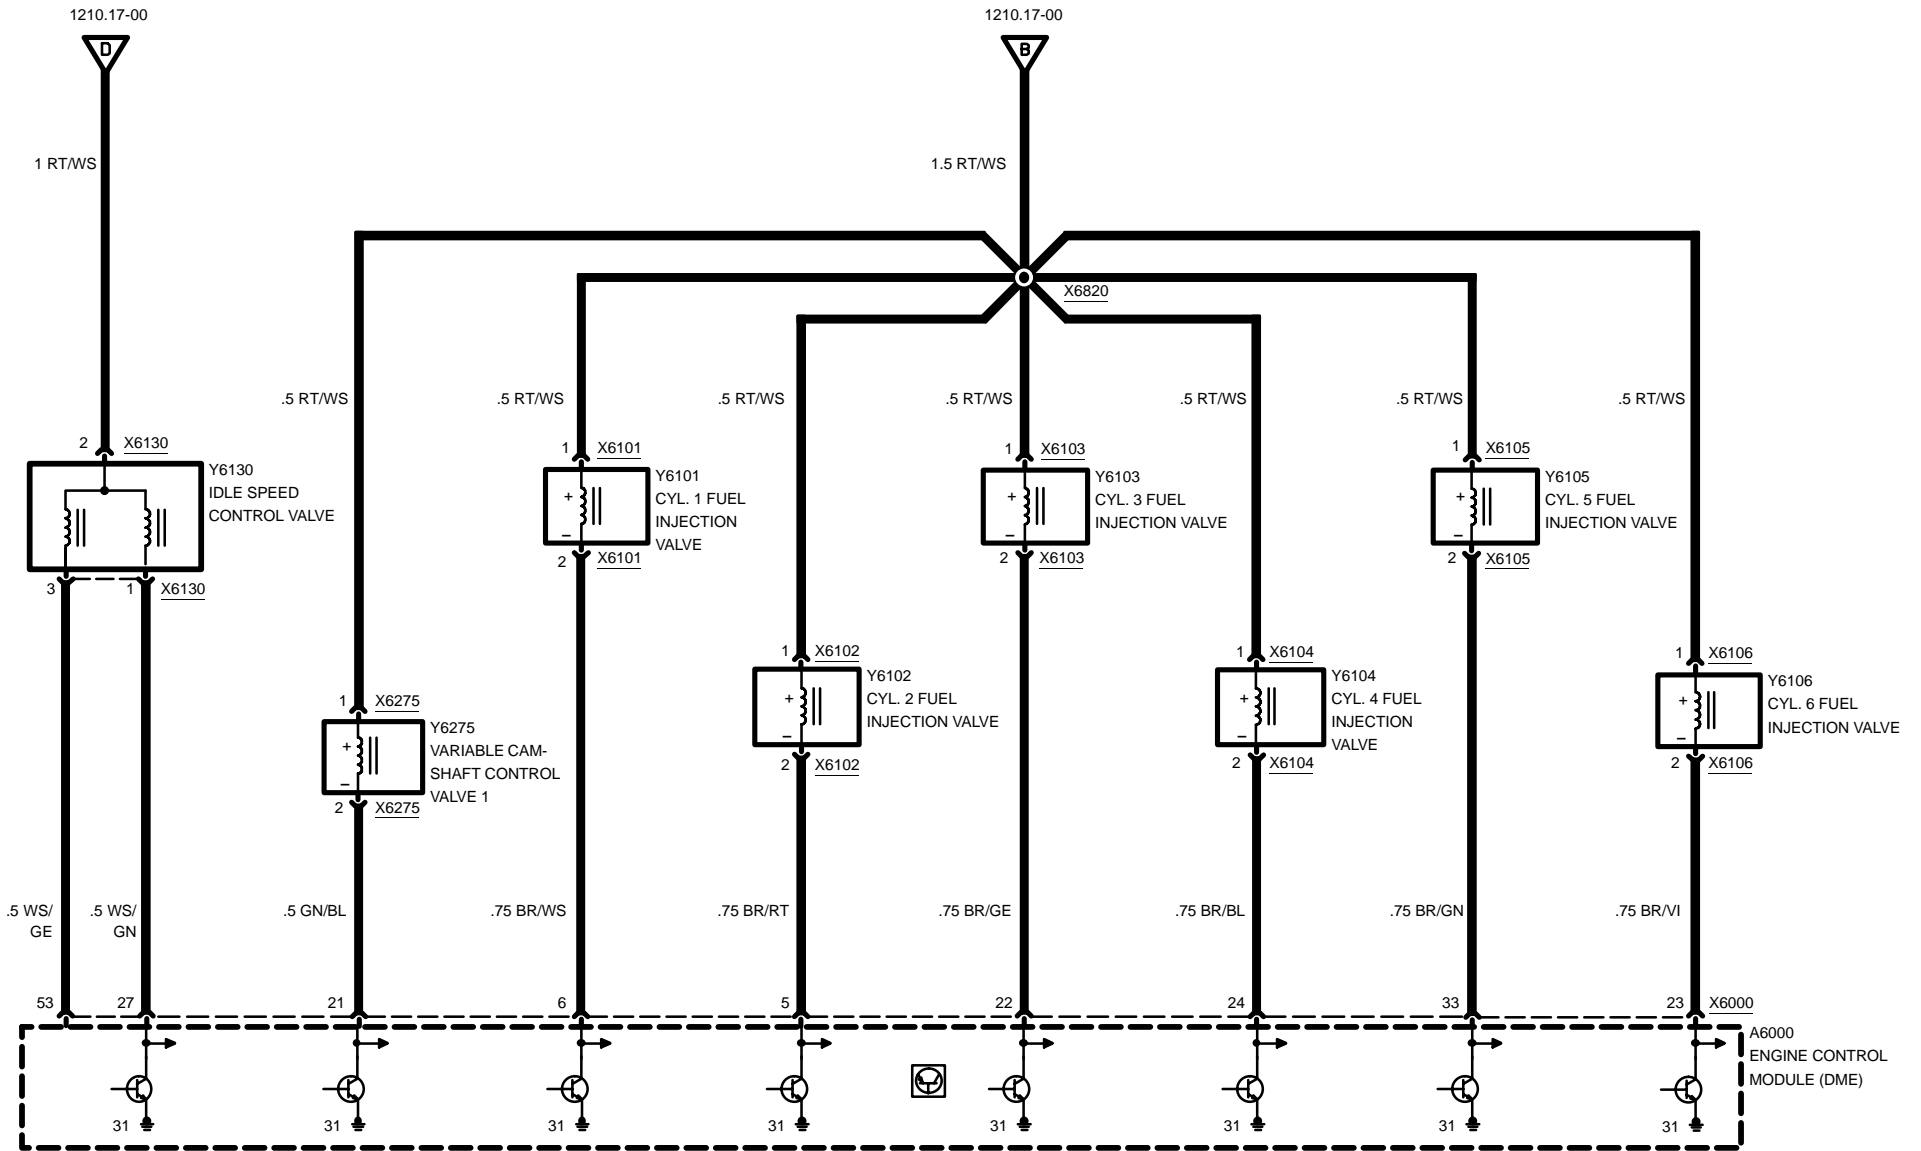 1210.17-00
1210.17-00
D
B
1 RT/WS
1.5 RT/WS
X6820
.5 RT/WS
.5 RT/WS
.5 RT/WS
.5 RT/WS
.5 RT/WS
.5 RT/WS
.5 RT/WS
2 X6130
Y6130
IDLE SPEED
CONTROL VALVE
3
1 X6130
1 X6101
Y6101
CYL. 1 FUEL
INJECTION
VALVE
+
–
2 X6101
1 X6103
Y6103
CYL. 3 FUEL
INJECTION VALVE
+
–
2 X6103
1 X6105
Y6105
CYL. 5 FUEL
INJECTION VALVE
+
–
2 X6105
1 X6102
Y6102
CYL. 2 FUEL
INJECTION VALVE
+
–
2 X6102
1 X6104
Y6104
CYL. 4 FUEL
INJECTION
VALVE
+
–
2 X6104
1 X6106
Y6106
CYL. 6 FUEL
INJECTION VALVE
+
–
2 X6106
1 X6275
Y6275
VARIABLE CAM-
SHAFT CONTROL
VALVE 1
+
–
2 X6275
.5 WS/
GE
.5 WS/
GN
.5 GN/BL
.75 BR/WS
.75 BR/RT
.75 BR/GE
.75 BR/BL
.75 BR/GN
.75 BR/VI
53
27
21
6
5
22
24
33
23 X6000
A6000
ENGINE CONTROL
MODULE (DME)
31
31
31
31
31
31
31
31